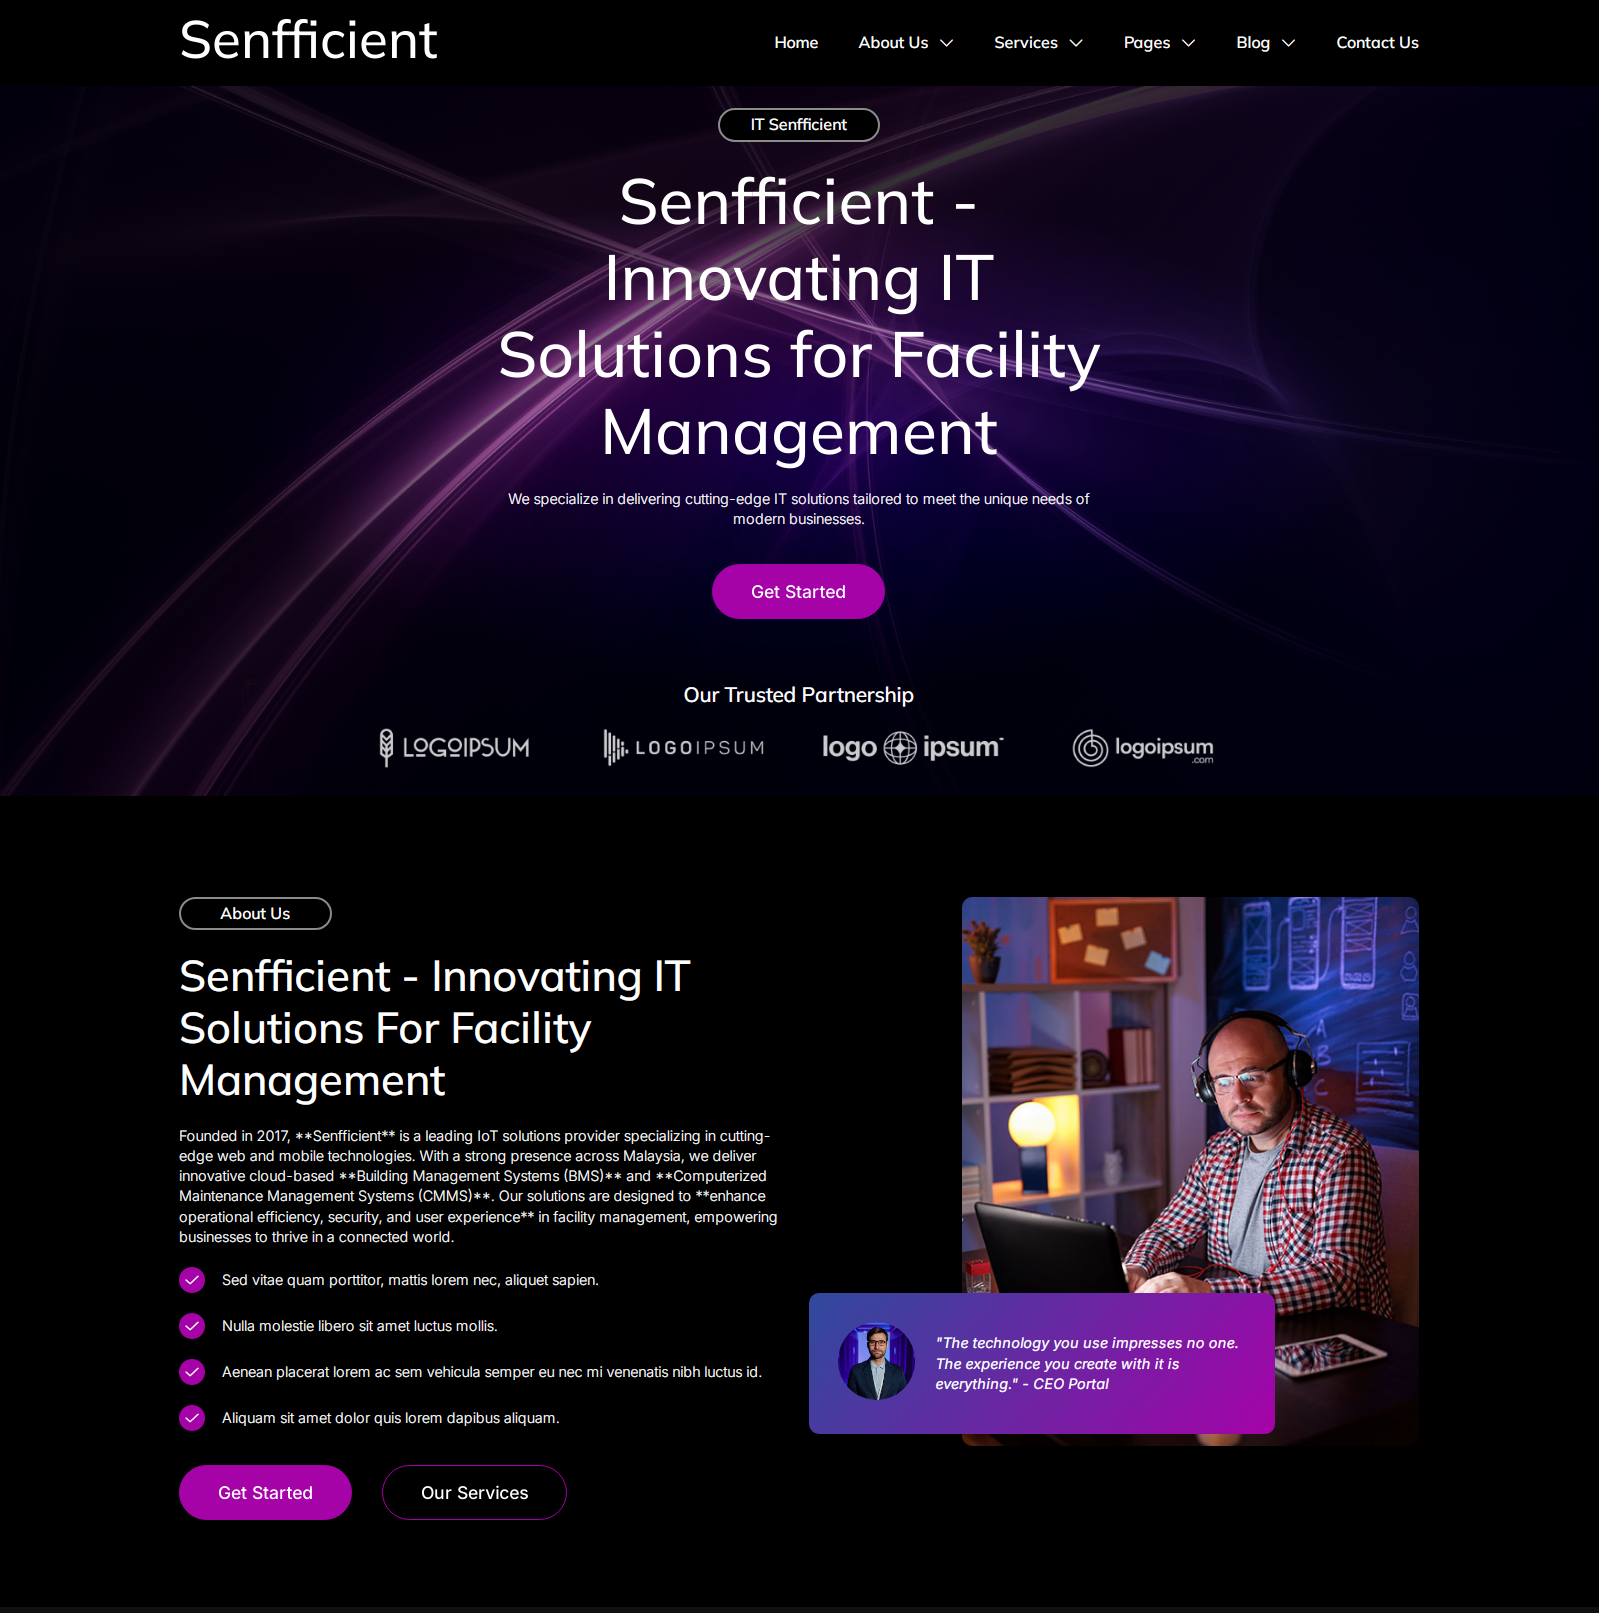 Senfficient
Home About Us Services Pages Blog Contact Us
IT Senfficient
Senfficient -
Innovating IT
Solutions for Facility
Management
We specialize in delivering cutting-edge IT solutions tailored to meet the unique needs of
modern businesses.
Get Started
Our Trusted Partnership
LOGOIPSUM
LOGOIPSUM
logo ipsum
logoipsum
.com
About Us
Senfficient - Innovating IT
Solutions For Facility
Management
Founded in 2017, **Senfficient** is a leading IoT solutions provider specializing in cutting-
edge web and mobile technologies. With a strong presence across Malaysia, we deliver
innovative cloud-based **Building Management Systems (BMS)** and **Computerized
Maintenance Management Systems (CMMS)**. Our solutions are designed to **enhance
operational efficiency, security, and user experience** in facility management, empowering
businesses to thrive in a connected world.
Sed vitae quam porttitor, mattis lorem nec, aliquet sapien.
Nulla molestie libero sit amet luctus mollis.
Aenean placerat lorem ac sem vehicula semper eu nec mi venenatis nibh luctus id.
Aliquam sit amet dolor quis lorem dapibus aliquam.
Get Started
Our Services
A
B
C
"The technology you use impresses no one.
The experience you create with it is
everything." - CEO Portal